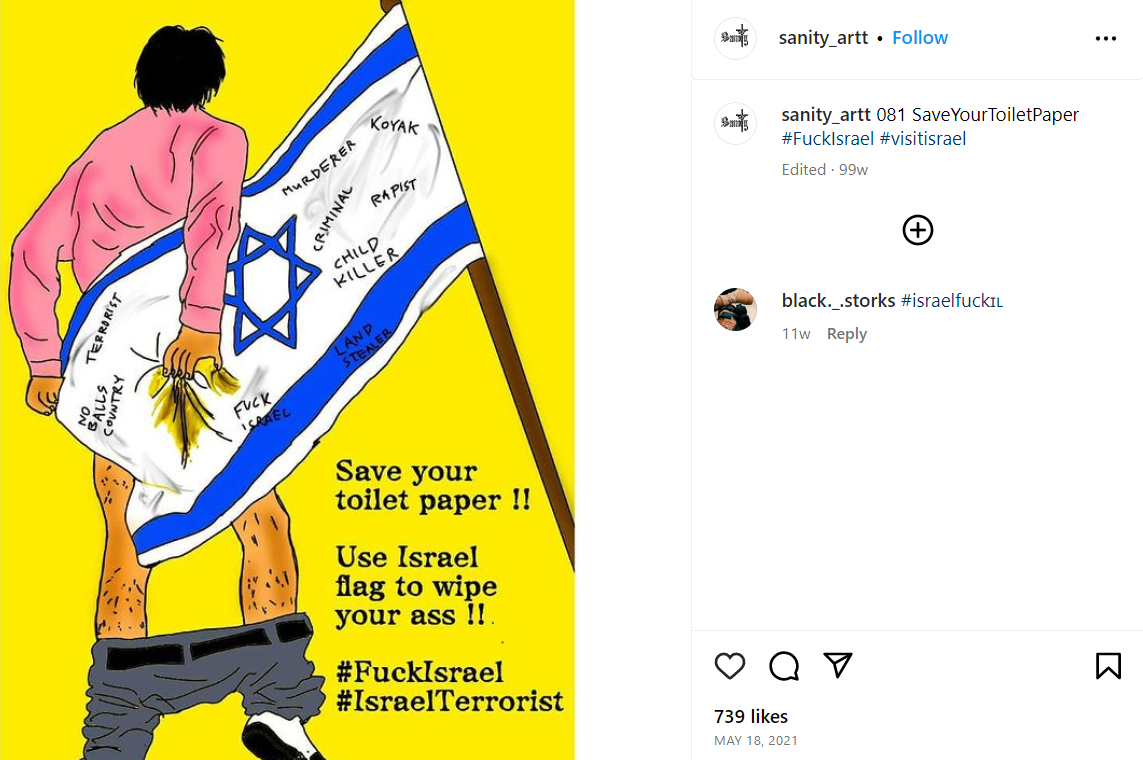 KOYAK
MURDERER
CRIMINAL
RAPIST
CHILD
KILLER
TERRORIST
LAND
STEALER
NO
BALLS
COUNTRY
FUCK
ISRAEL
Save your
toilet paper !!
Use Israel
flag to wipe
your ass !!
#FuckIsrael
#IsraelTerrorist
sanity_artt • Follow
sanity_artt 081 SaveYourToiletPaper
#FuckIsrael #visitisrael
Edited · 99w
black._.storks #israelfuckɪʟ
11w Reply
739 likes
MAY 18, 2021